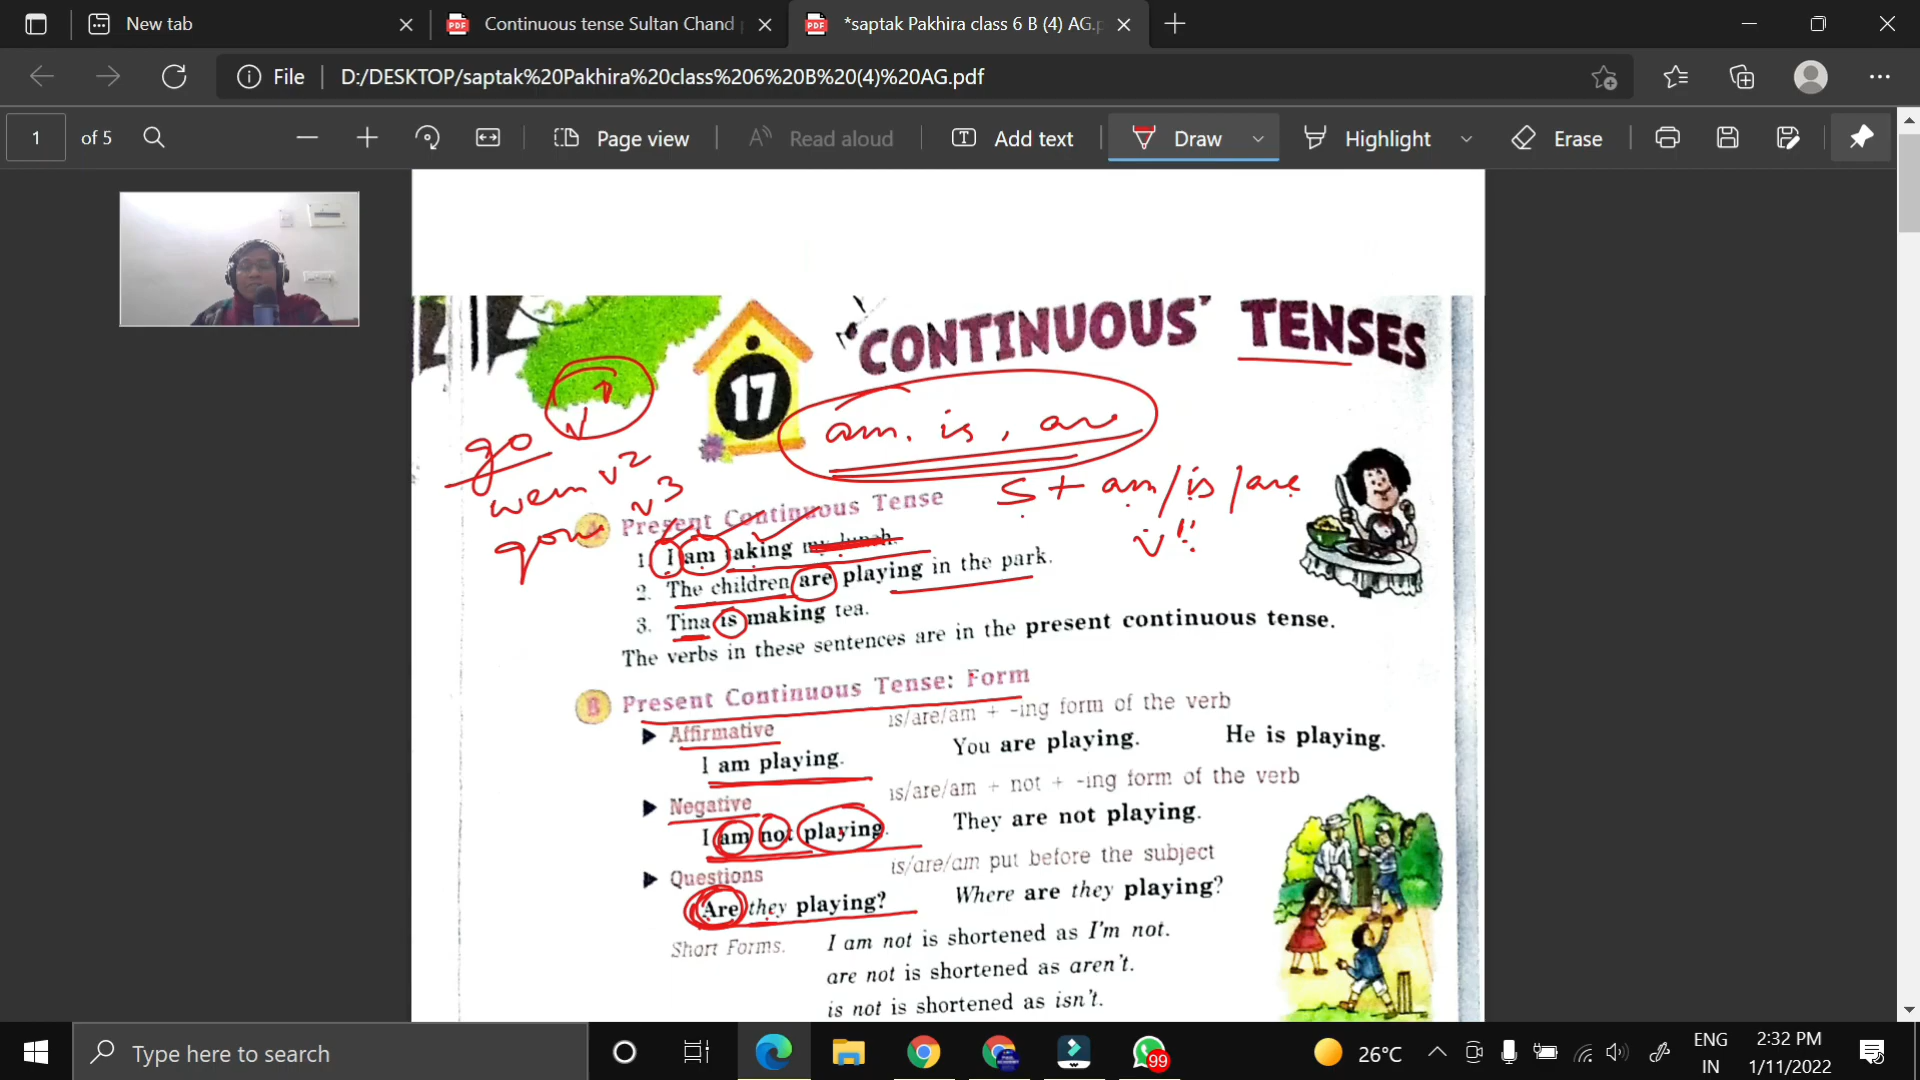 New tab
Continuous tense Sultan Chand
*saptak Pakhira class 6 B (4) AG.p
File
D:/DESKTOP/saptak%20Pakhira%20class%206%20B%20(4)%20AG.pdf
1 of 5
Page view
Read aloud
Add text
Draw
Highlight
Erase
17
'CONTINUOUS' TENSES
am. is, are
go
v2
v3
S + am/is/are
A Present Continuous Tense
1. I am taking my lunch.
2. The children are playing in the park.
3. Tina is making tea.
The verbs in these sentences are in the present continuous tense.
B Present Continuous Tense: Form
Affirmative is/are/am + -ing form of the verb
I am playing. You are playing. He is playing.
Negative is/are/am + not + -ing form of the verb
I am not playing. They are not playing.
Questions is/are/am put before the subject
Are they playing? Where are they playing?
Short Forms. I am not is shortened as I'm not.
are not is shortened as aren't.
is not is shortened as isn't.
Type here to search
99
26°C
ENG
IN
2:32 PM
1/11/2022